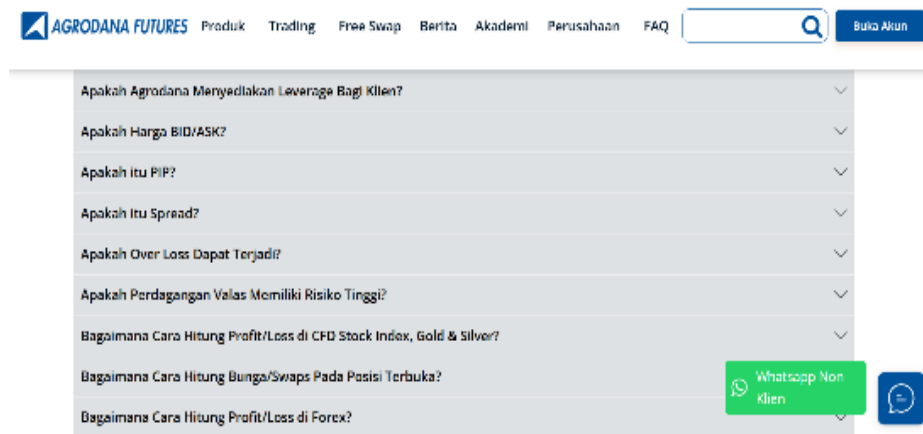 AGRODANA FUTURES Produk Trading Free Swap Berita Akademi Perusahaan FAQ Buka Akun
Apakah Agrodana Menyediakan Leverage Bagi Klien?
Apakah Harga BID/ASK?
Apakah itu PIP?
Apakah Itu Spread?
Apakah Over Loss Dapat Terjadi?
Apakah Perdagangan Valas Memiliki Risiko Tinggi?
Bagaimana Cara Hitung Profit/Loss di CFD Stock Index, Gold & Silver?
Bagaimana Cara Hitung Bunga/Swaps Pada Posisi Terbuka?
Whatsapp Non
Klien
Bagaimana Cara Hitung Profit/Loss di Forex?